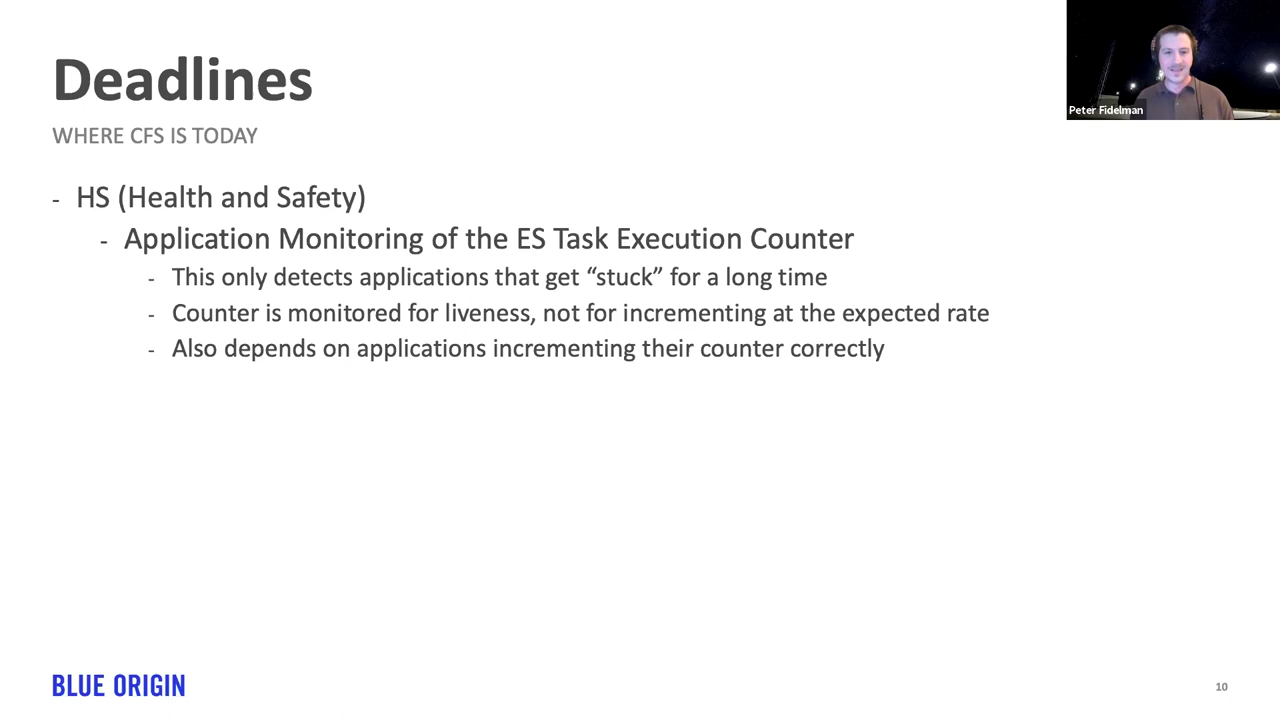 Deadlines
WHERE CFS IS TODAY
Peter Fidelman
- HS (Health and Safety)
- Application Monitoring of the ES Task Execution Counter
- This only detects applications that get “stuck” for a long time
- Counter is monitored for liveness, not for incrementing at the expected rate
- Also depends on applications incrementing their counter correctly
BLUE ORIGIN
10